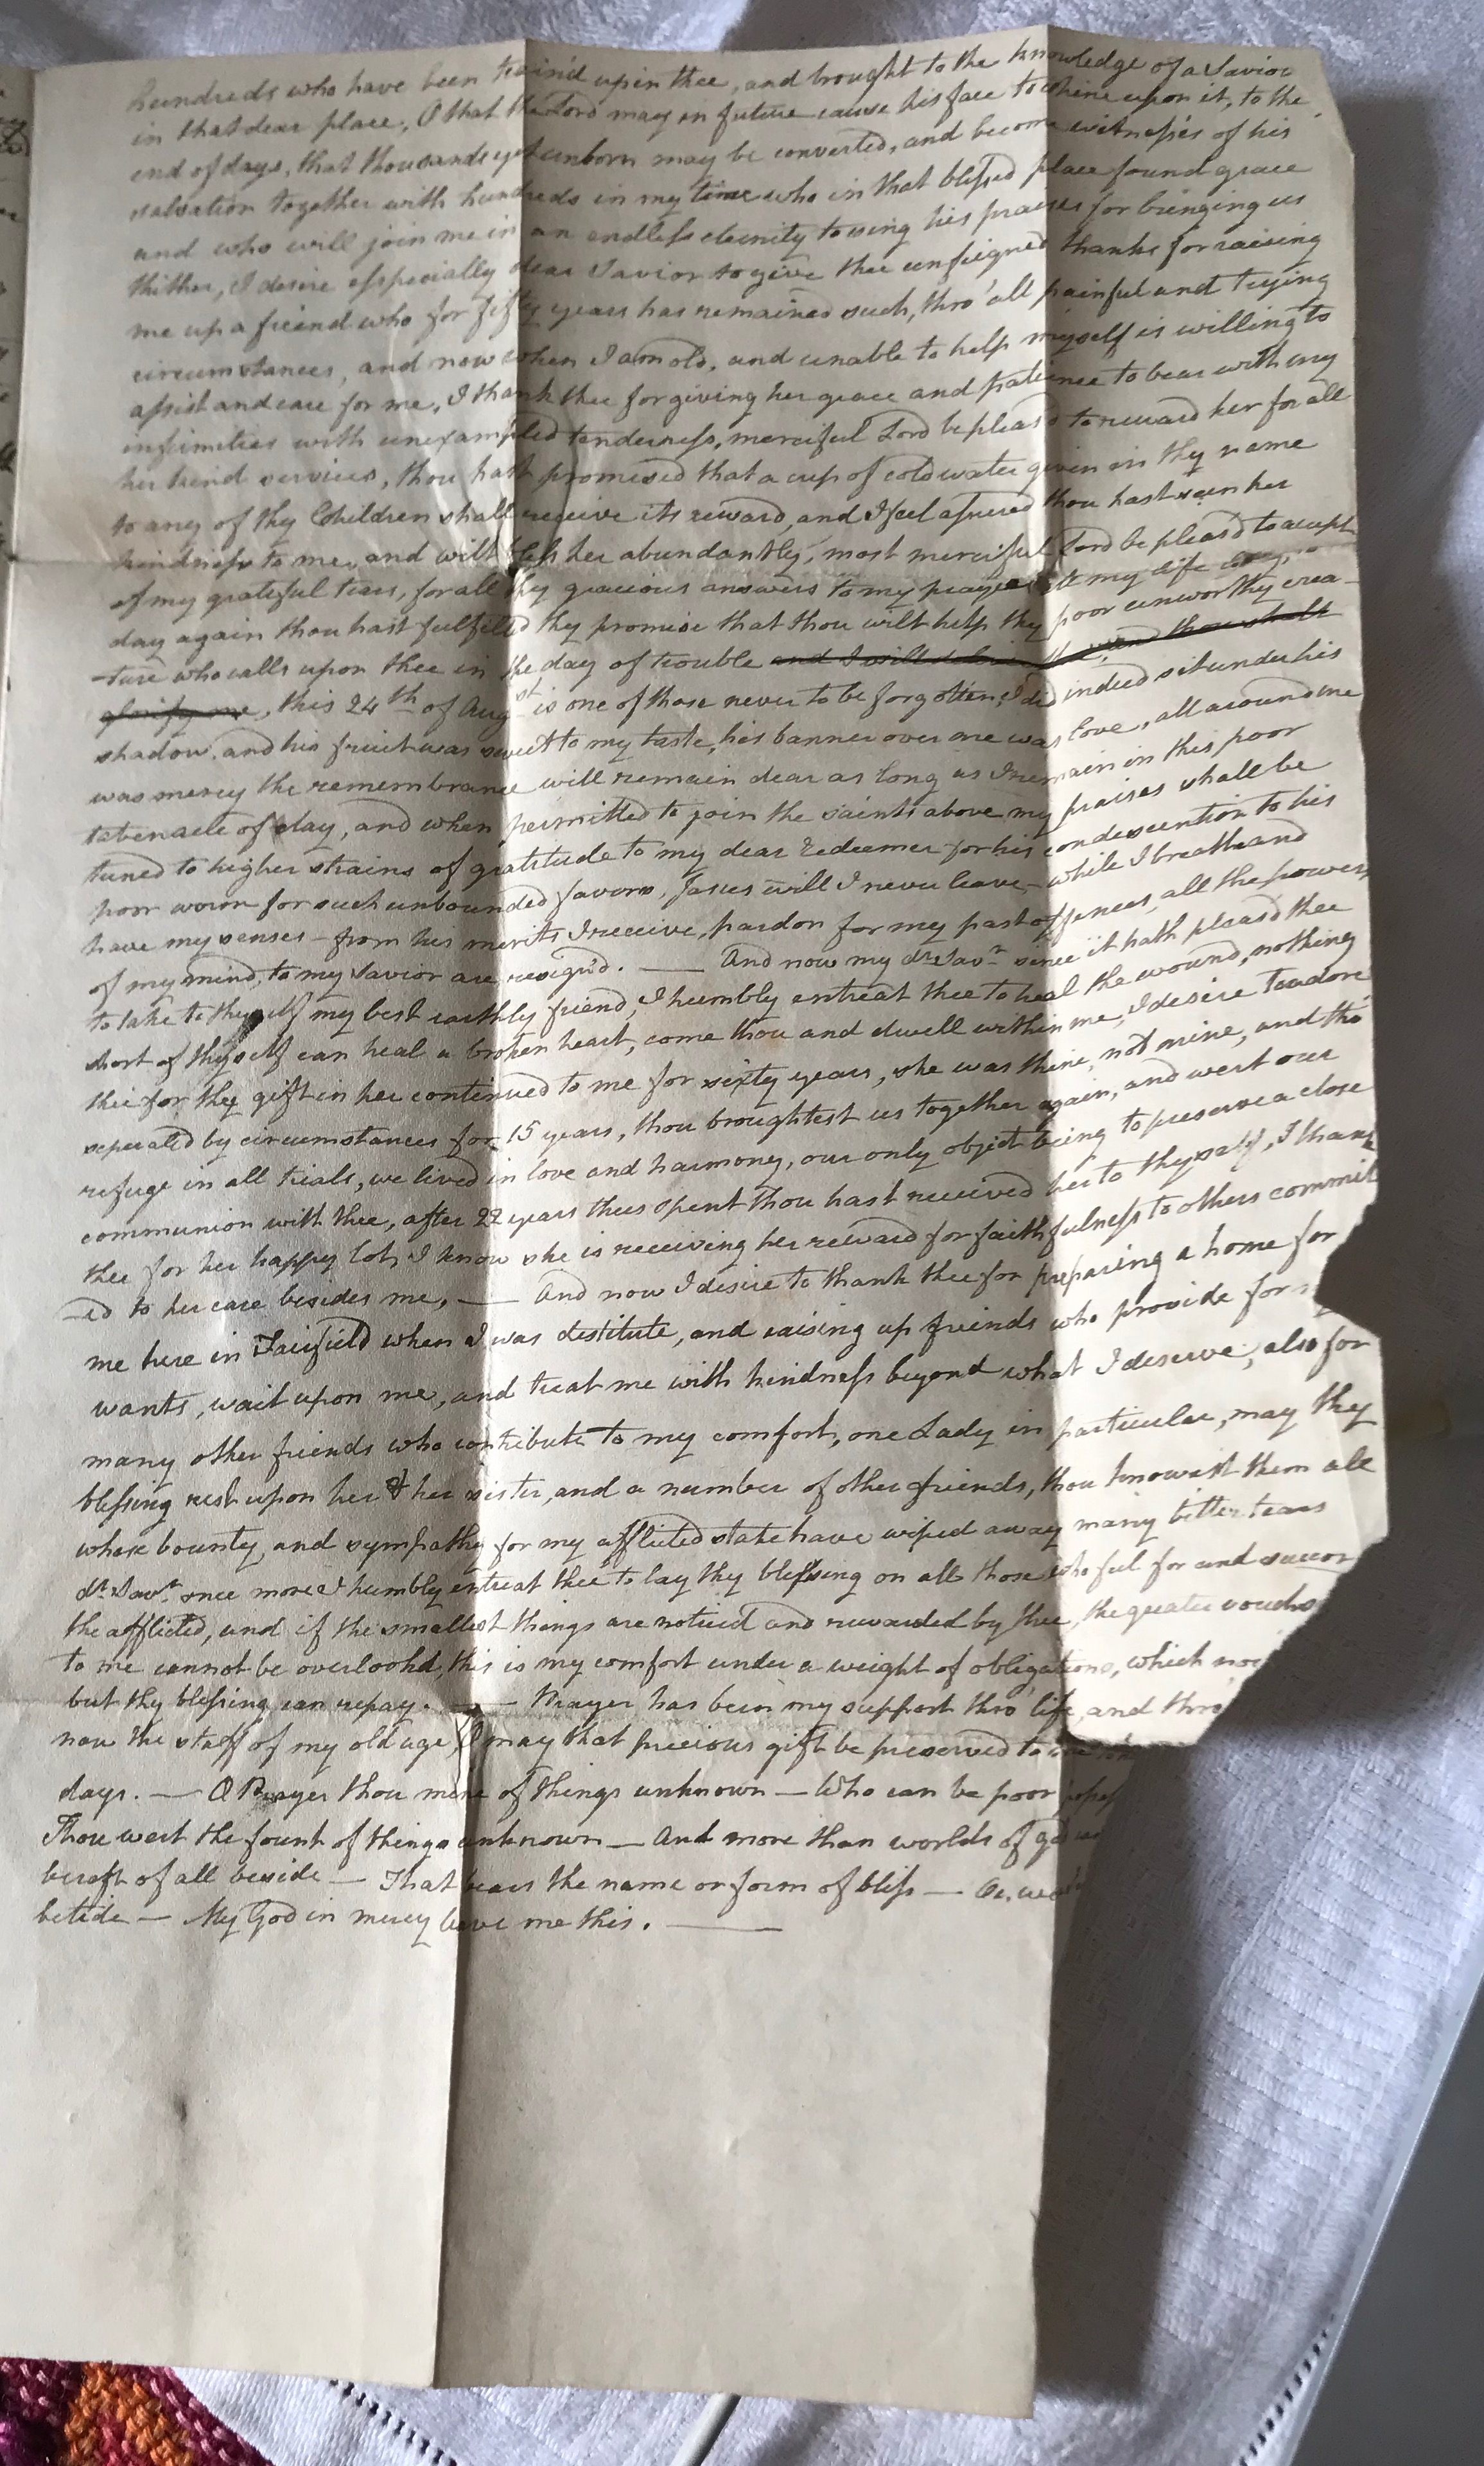 hundreds who have been train'd up in thee, and brought to the knowledge of a Savior
in that dear place, O that the Lord may in future cause his face to shine upon it, to the
end of days, that thousands yet unborn may be converted, and become witnesses of his
salvation together with hundreds in my time who in that blessed place found grace
and who will join me in an endless eternity to sing his praises for bringing us
thither, I desire especially dear Savior to give thee unfeigned thanks for raising
me up a friend who for fifty years has remained such, thro' all painful and trying
circumstances, and now when I am old, and unable to help myself is willing to
assist and care for me, I thank thee for giving her grace and patience to bear with my
infirmities with unexampled tenderness, merciful Lord be pleas'd to reward her for all
her kind services, thou hast promised that a cup of cold water given in thy name
to any of thy Children shall receive its reward, and I feel assured thou hast seen her
kindness to me, and wilt bless her abundantly, most merciful Lord be pleas'd to accept
of my grateful tears, for all thy gracious answers to my prayers my life long,
day again thou hast fulfilled thy promise that thou wilt help thy poor unworthy crea-
-ture who calls upon thee in the day of trouble and I will deliver thee, and thou shalt
glorify me, this 24th of Augst is one of those never to be forgotten, I did indeed sit under his
shadow, and his fruit was sweet to my taste, his banner over me was love, all around me
was mercy the remembrance will remain dear as long as I remain in this poor
tabenacle of clay, and when permitted to join the saints above my praises shall be
tuned to higher strains of gratitude to my dear Redeemer for his condescention to his
poor worm for such unbounded favors, Jesus will I never leave – while I breathe and
have my senses – from his merits I receive, pardon for my past offences, all the powers
of my mind, to my Savior are, resign'd. — And now my dr Savr since it hath pleas'd thee
to take to thyself my best earthly friend, I humbly entreat thee to heal the wound, nothing
short of thyself can heal a broken heart, come thou and dwell within me, I desire to adore
thee for thy gift in her continued to me for sixty years, she was thine, not mine, and tho'
seperated by circumstances for 15 years, thou broughtest us together again, and wert our
refuge in all trials, we lived in love and harmony, our only object being to preserve a close
communion with thee, after 22 years thus spent thou hast received her to thyself, I thank
thee for her happy lot, I know she is receiving her reward for faithfulness to others commit
-ed to her care besides me, — And now I desire to thank thee for preparing a home for
me here in Fairfield when I was destitute, and raising up friends who provide for
wants, wait upon me, and treat me with kindness beyond what I deserve, also for
many other friends who contribute to my comfort, one Lady in particular, may thy
blessing rest upon her & her sister, and a number of other friends, thou knowest them all
whose bounty, and sympathy for my afflicted state have wiped away many bitter tears
dr Savr once more I humbly entreat thee to lay thy blessing on all those who feel for and succor
the afflicted, and if the smallest things are noticed and rewarded by thee, the greater
to me cannot be overlook'd, this is my comfort under a weight of obligations, which
but thy blessing can repay. — Prayer has been my support thro' life, and thro'
now the staff of my old age, O may that precious gift be preserved to
days. — O Prayer thou mine of things unknown — Who can be poor
Thou wert the fount of things unknown — And more than worlds of
bereft of all beside — That bears the name or form of bliss — Or,
betide — My God in mercy leave me this. —